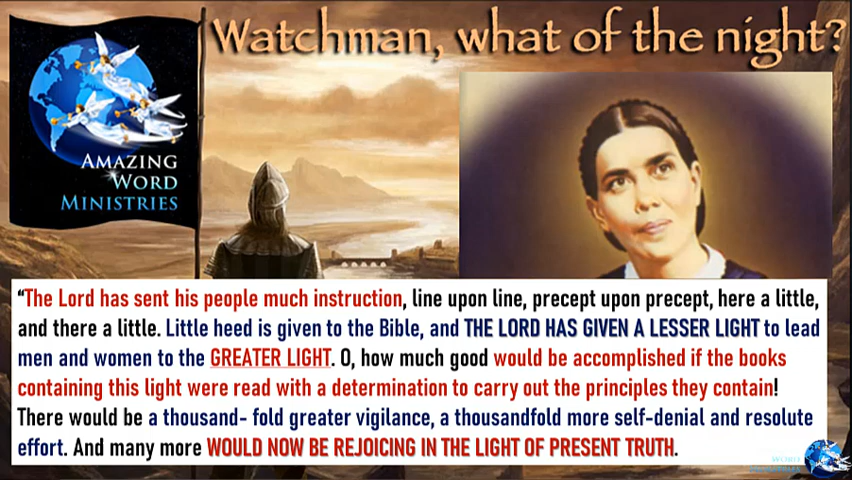 Watchman, what of the night?
AMAZING
WORD
MINISTRIES
“The Lord has sent his people much instruction, line upon line, precept upon precept, here a little,
and there a little. Little heed is given to the Bible, and THE LORD HAS GIVEN A LESSER LIGHT to lead
men and women to the GREATER LIGHT. O, how much good would be accomplished if the books
containing this light were read with a determination to carry out the principles they contain!
There would be a thousand- fold greater vigilance, a thousandfold more self-denial and resolute
effort. And many more WOULD NOW BE REJOICING IN THE LIGHT OF PRESENT TRUTH.